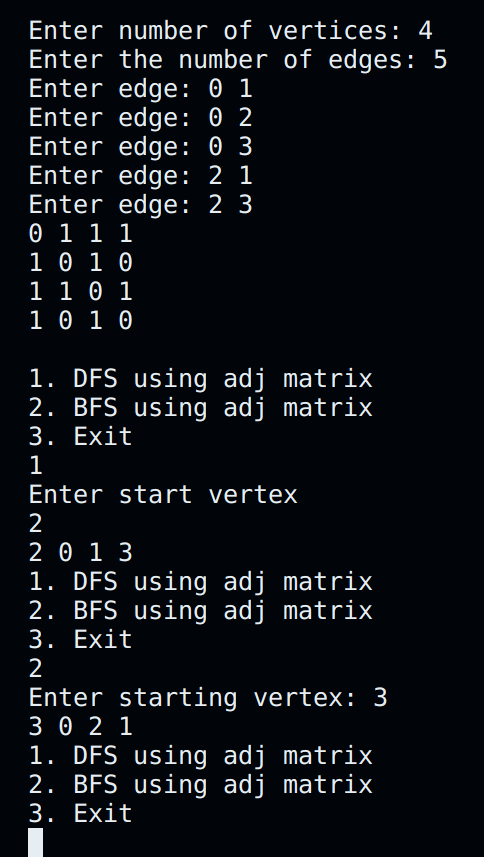 Enter number of vertices: 4
Enter the number of edges: 5
Enter edge: 0 1
Enter edge: 0 2
Enter edge: 0 3
Enter edge: 2 1
Enter edge: 2 3
0 1 1 1
1 0 1 0
1 1 0 1
1 0 1 0

1. DFS using adj matrix
2. BFS using adj matrix
3. Exit
1
Enter start vertex
2
2 0 1 3
1. DFS using adj matrix
2. BFS using adj matrix
3. Exit
2
Enter starting vertex: 3
3 0 2 1
1. DFS using adj matrix
2. BFS using adj matrix
3. Exit